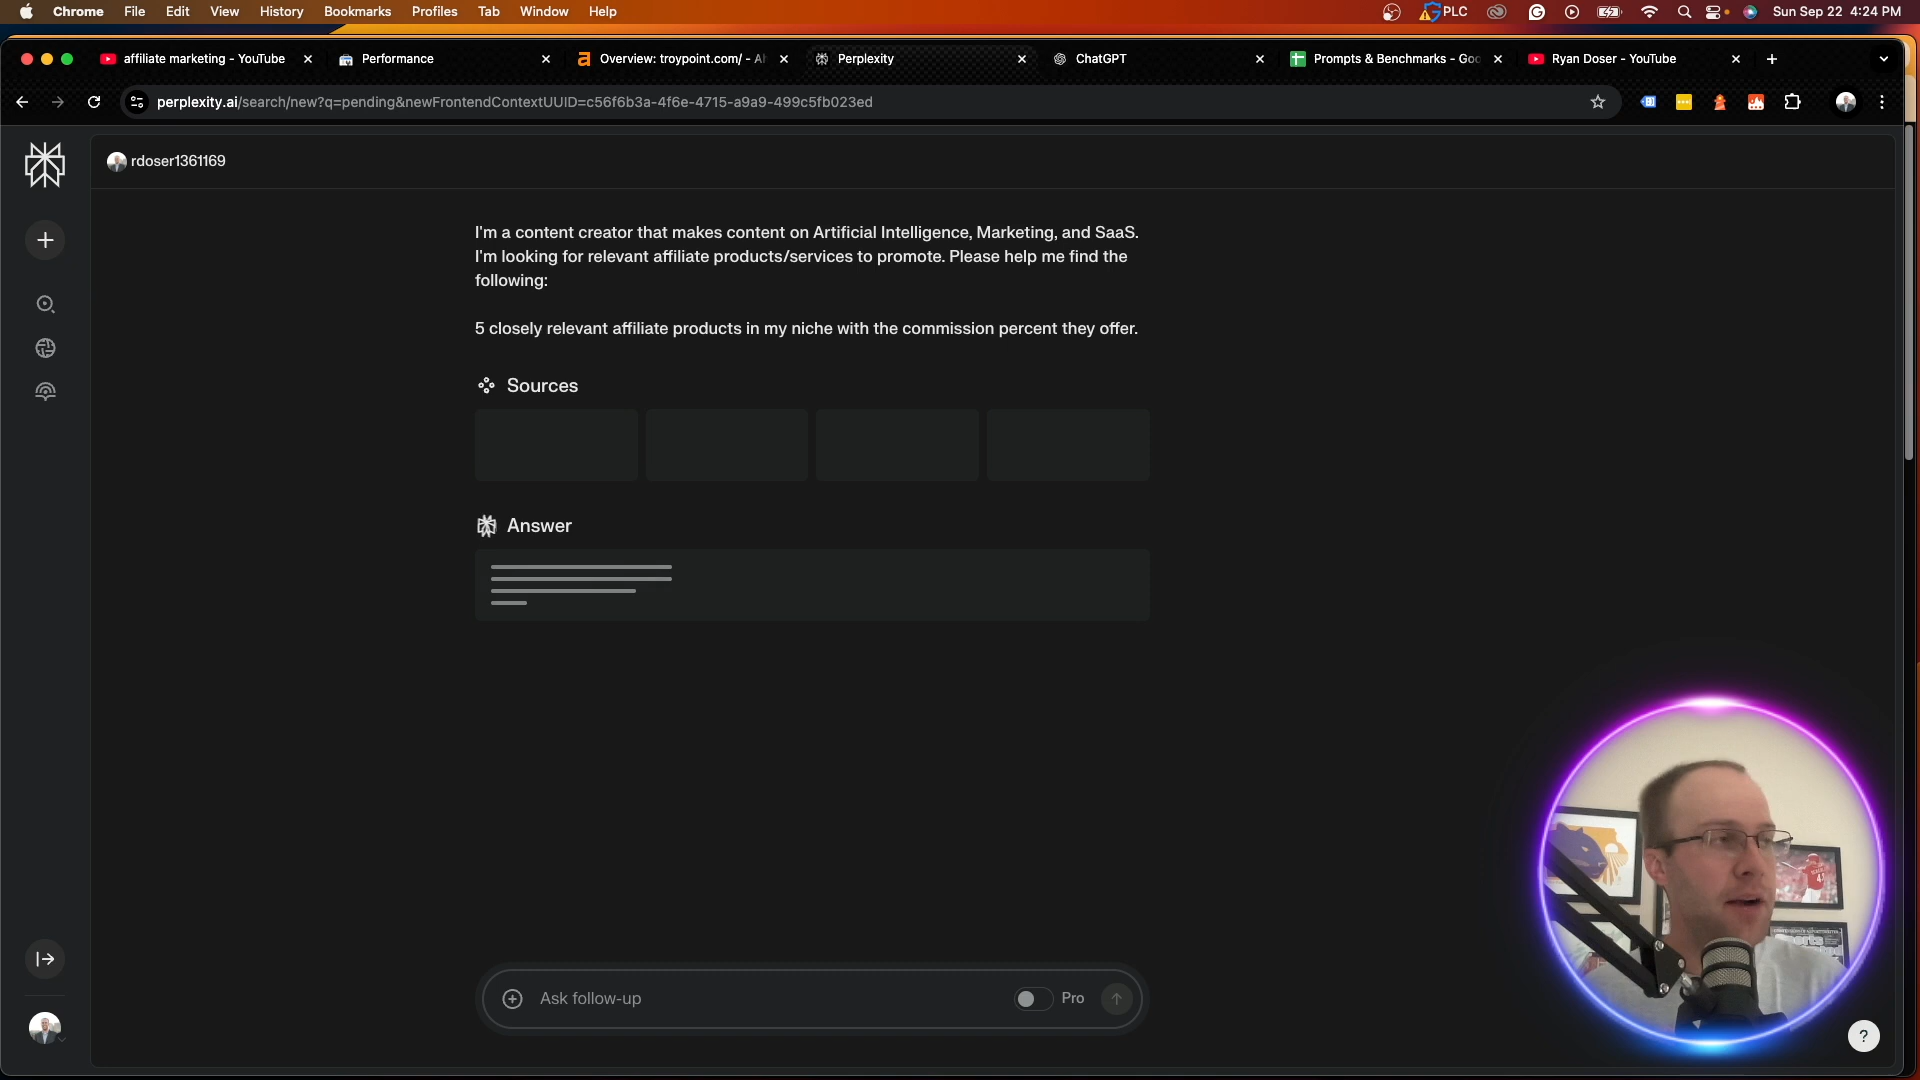 Chrome File Edit View History Bookmarks Profiles Tab Window Help PLC Sun Sep 22 4:24 PM
affiliate marketing - YouTube Performance Overview: troypoint.com/ - Ah Perplexity ChatGPT Prompts & Benchmarks - Goo Ryan Doser - YouTube
perplexity.ai/search/new?q=pending&newFrontendContextUUID=c56f6b3a-4f6e-4715-a9a9-499c5fb023ed
rdoser1361169
I'm a content creator that makes content on Artificial Intelligence, Marketing, and SaaS.
I'm looking for relevant affiliate products/services to promote. Please help me find the
following:
5 closely relevant affiliate products in my niche with the commission percent they offer.
Sources
Answer
Ask follow-up Pro
?